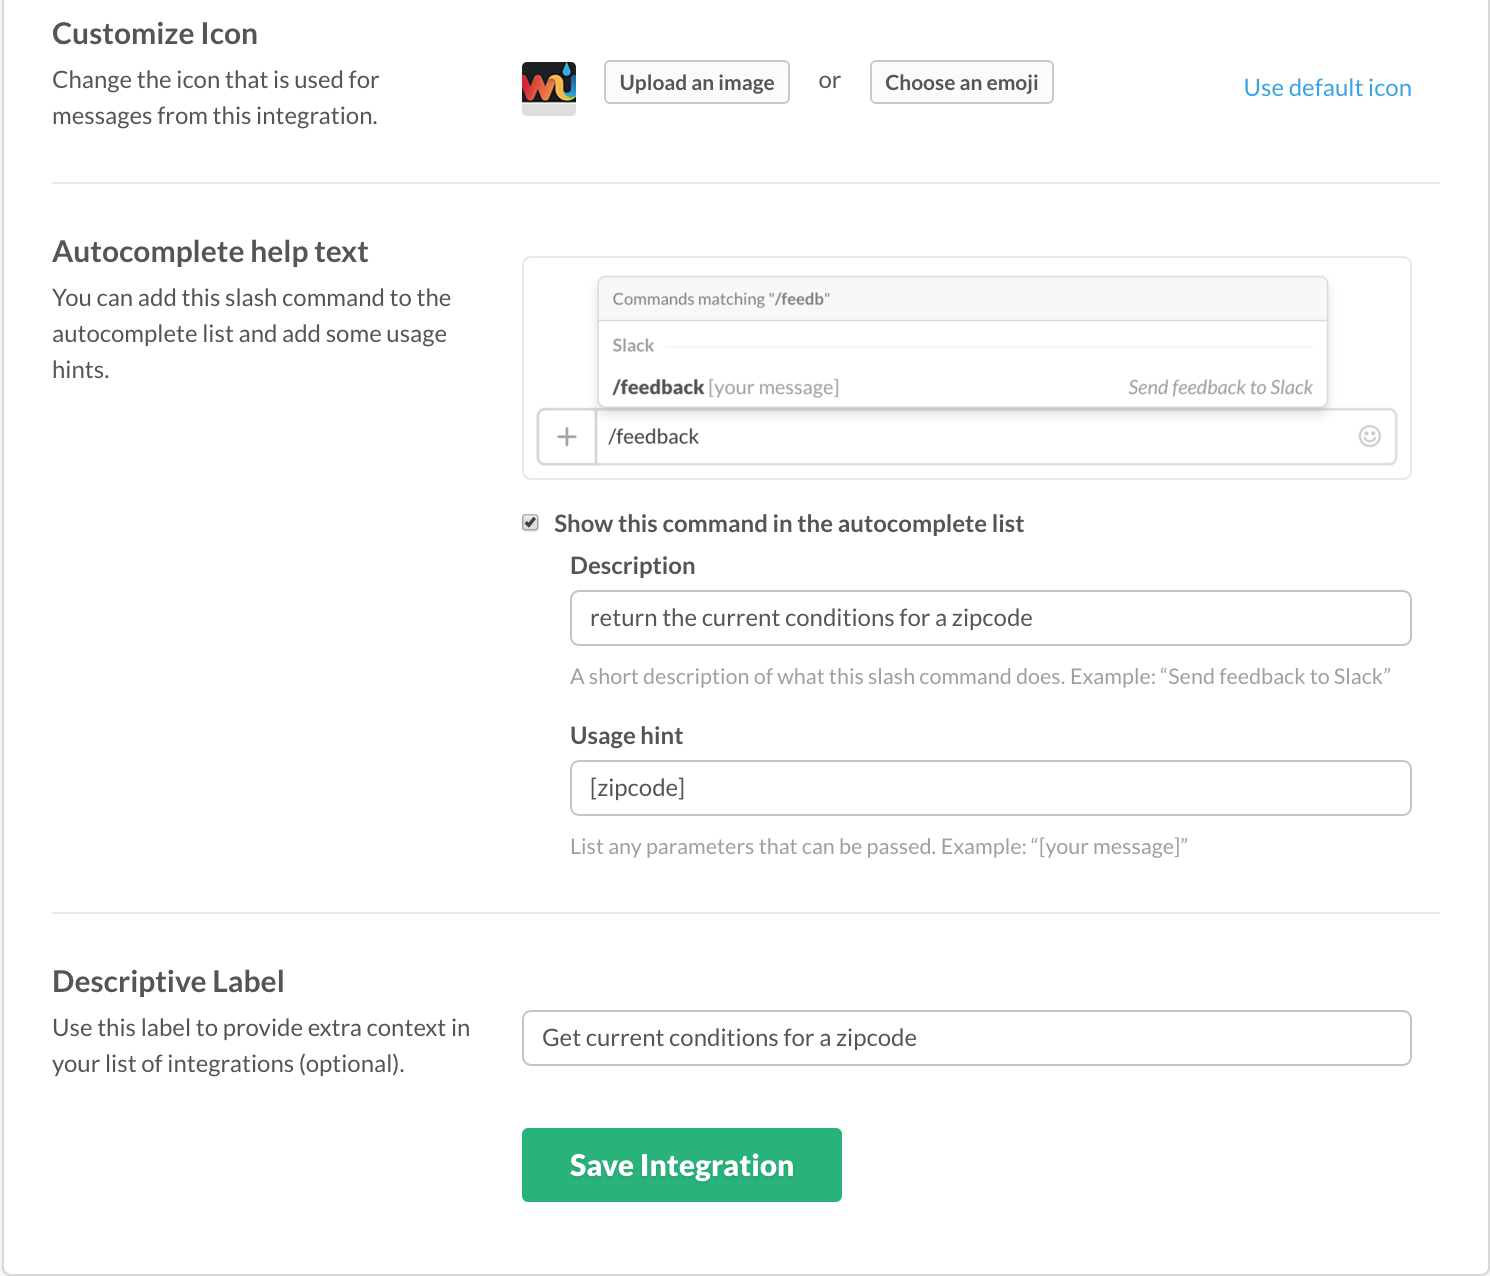 Customize Icon
Change the icon that is used for
messages from this integration.
wu
Upload an image
or
Choose an emoji
Use default icon
Autocomplete help text
You can add this slash command to the
autocomplete list and add some usage
hints.
Commands matching "/feedb"
Slack
/feedback [your message] Send feedback to Slack
/feedback
Show this command in the autocomplete list
Description
return the current conditions for a zipcode
A short description of what this slash command does. Example: “Send feedback to Slack”
Usage hint
[zipcode]
List any parameters that can be passed. Example: “[your message]”
Descriptive Label
Use this label to provide extra context in
your list of integrations (optional).
Get current conditions for a zipcode
Save Integration